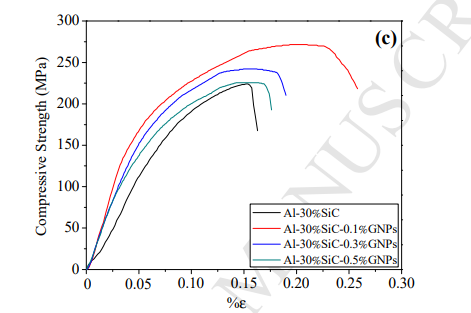 (c)
300
250
200
150
100
50
0
Compressive Strength (MPa)
Al-30%SiC
Al-30%SiC-0.1%GNPs
Al-30%SiC-0.3%GNPs
Al-30%SiC-0.5%GNPs
0 0.05 0.10 0.15 0.20 0.25 0.30
%ε
MANUSCR